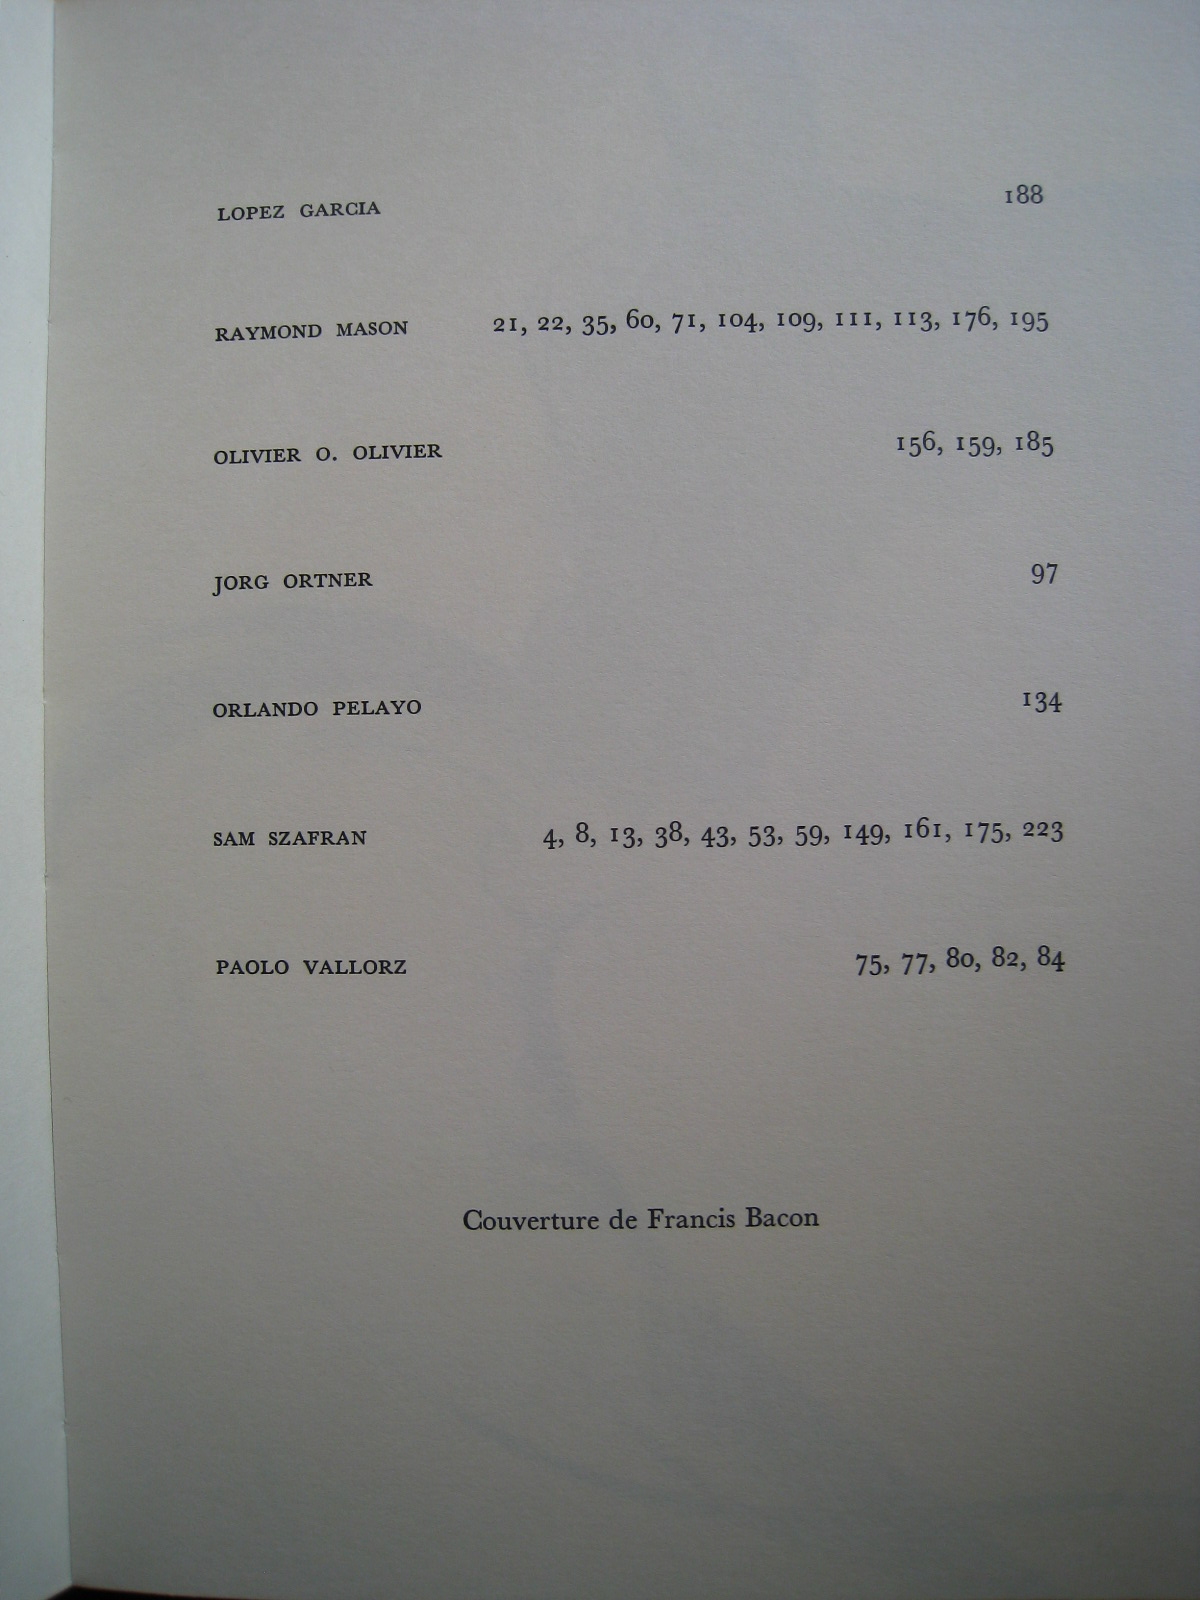 LOPEZ GARCIA 188
RAYMOND MASON 21, 22, 35, 60, 71, 104, 109, 111, 113, 176, 195
OLIVIER O. OLIVIER 156, 159, 185
JORG ORTNER 97
ORLANDO PELAYO 134
SAM SZAFRAN 4, 8, 13, 38, 43, 53, 59, 149, 161, 175, 223
PAOLO VALLORZ 75, 77, 80, 82, 84
Couverture de Francis Bacon